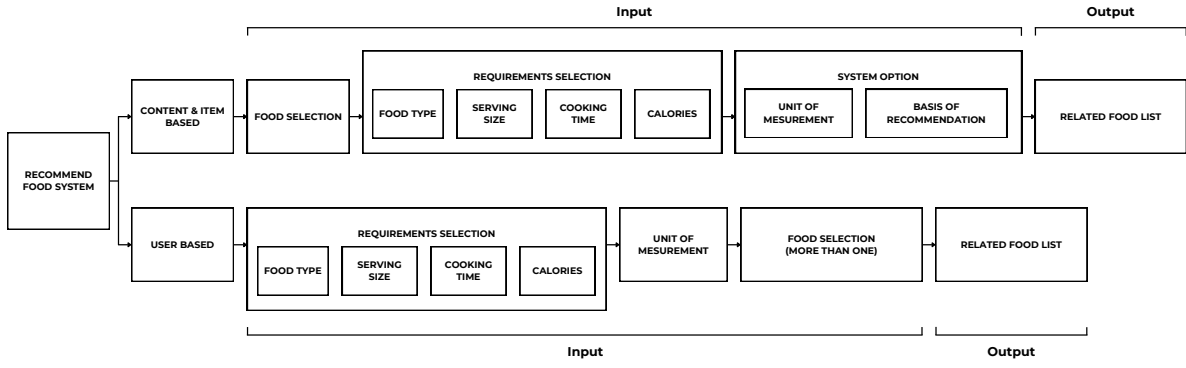 Input
Output
REQUIREMENTS SELECTION
SYSTEM OPTION
CONTENT & ITEM
BASED
FOOD SELECTION
FOOD TYPE
SERVING
SIZE
COOKING
TIME
CALORIES
UNIT OF
MESUREMENT
BASIS OF
RECOMMENDATION
RELATED FOOD LIST
RECOMMEND
FOOD SYSTEM
USER BASED
REQUIREMENTS SELECTION
FOOD TYPE
SERVING
SIZE
COOKING
TIME
CALORIES
UNIT OF
MESUREMENT
FOOD SELECTION
(MORE THAN ONE)
RELATED FOOD LIST
Input
Output